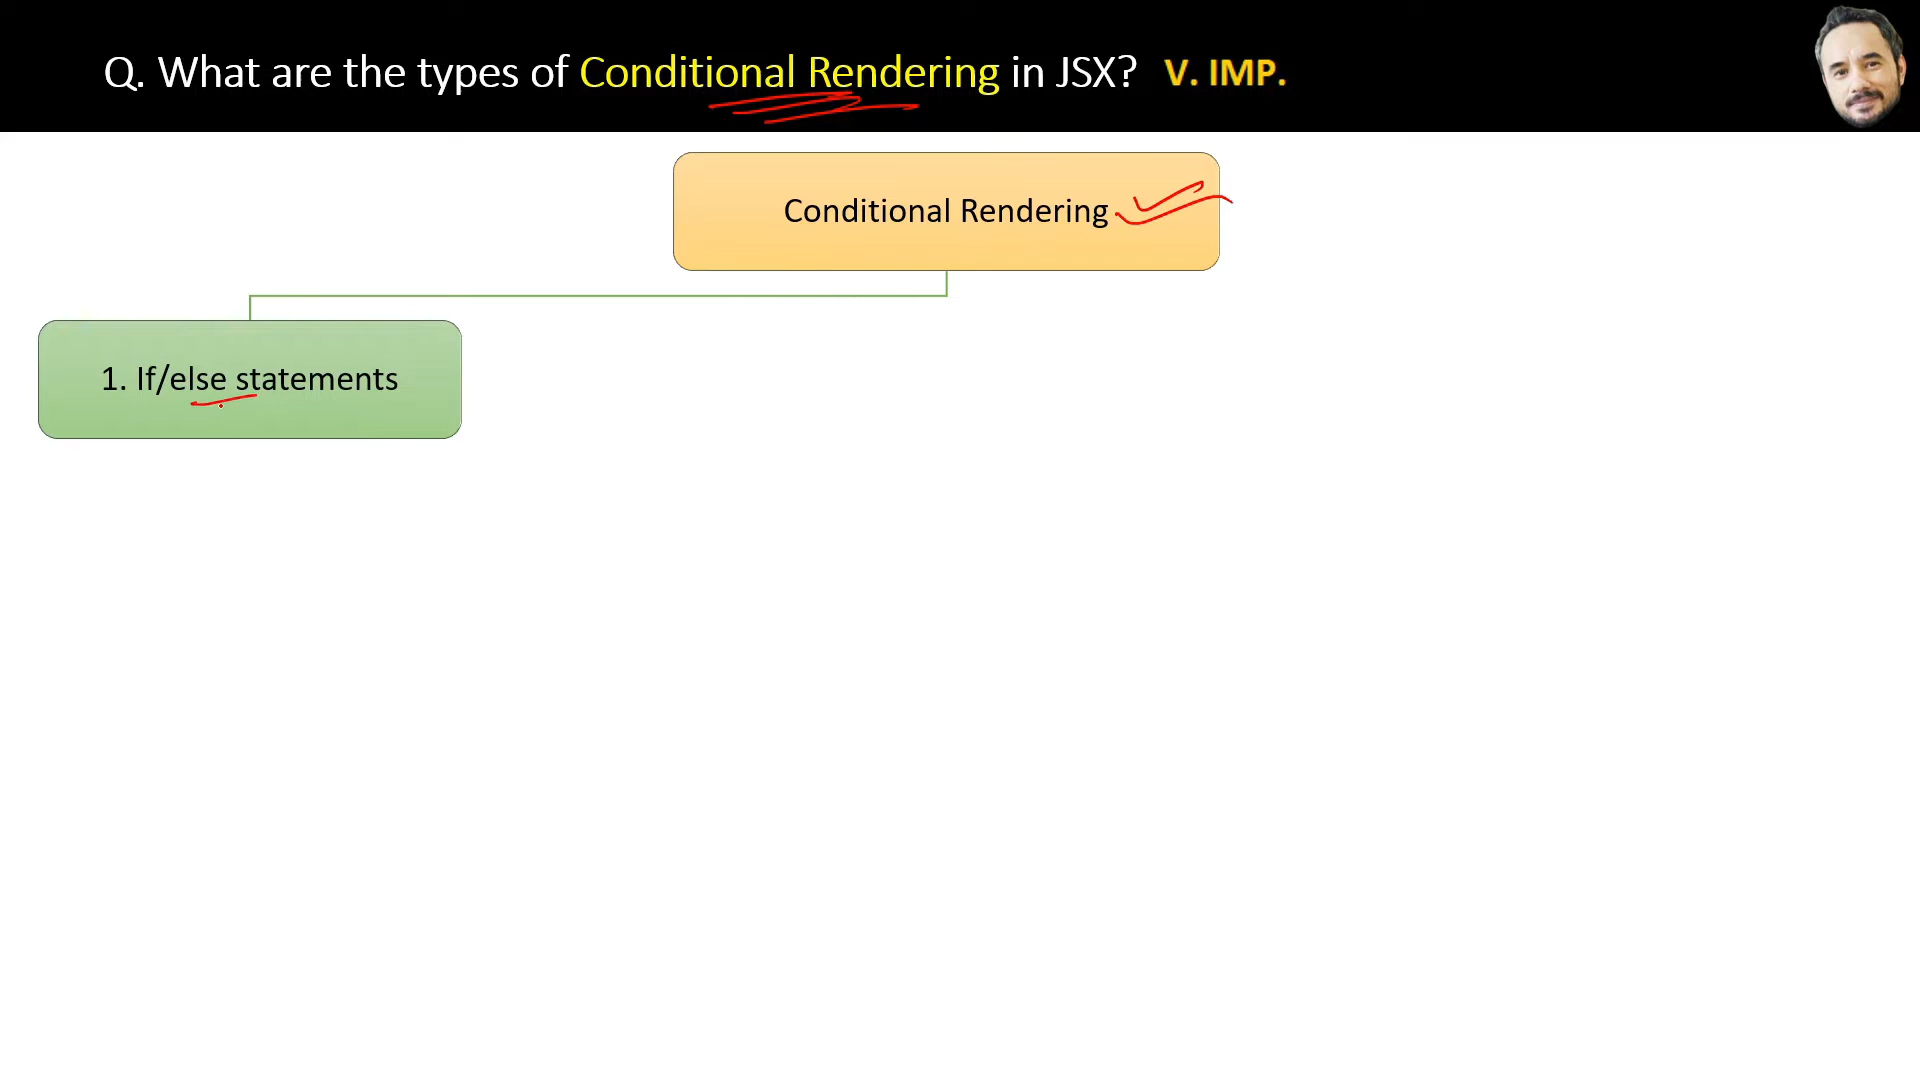 Q. What are the types of Conditional Rendering in JSX? V. IMP.
Conditional Rendering
1. If/else statements